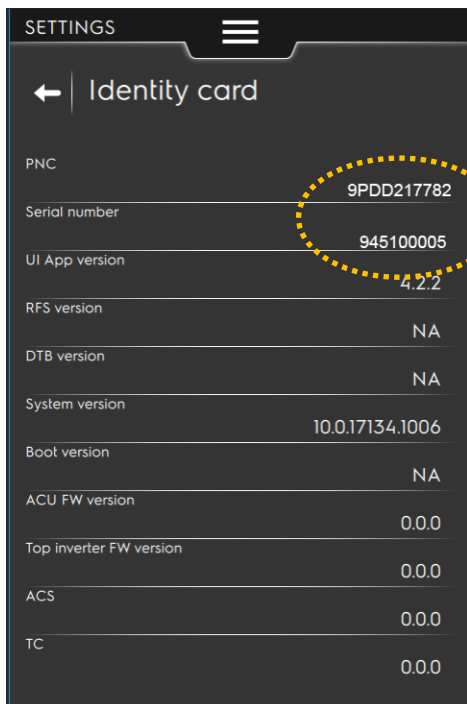 SETTINGS
Identity card
PNC
9PDD217782
Serial number
945100005
UI App version
4.2.2
RFS version
NA
DTB version
NA
System version
10.0.17134.1006
Boot version
NA
ACU FW version
0.0.0
Top inverter FW version
0.0.0
ACS
0.0.0
TC
0.0.0